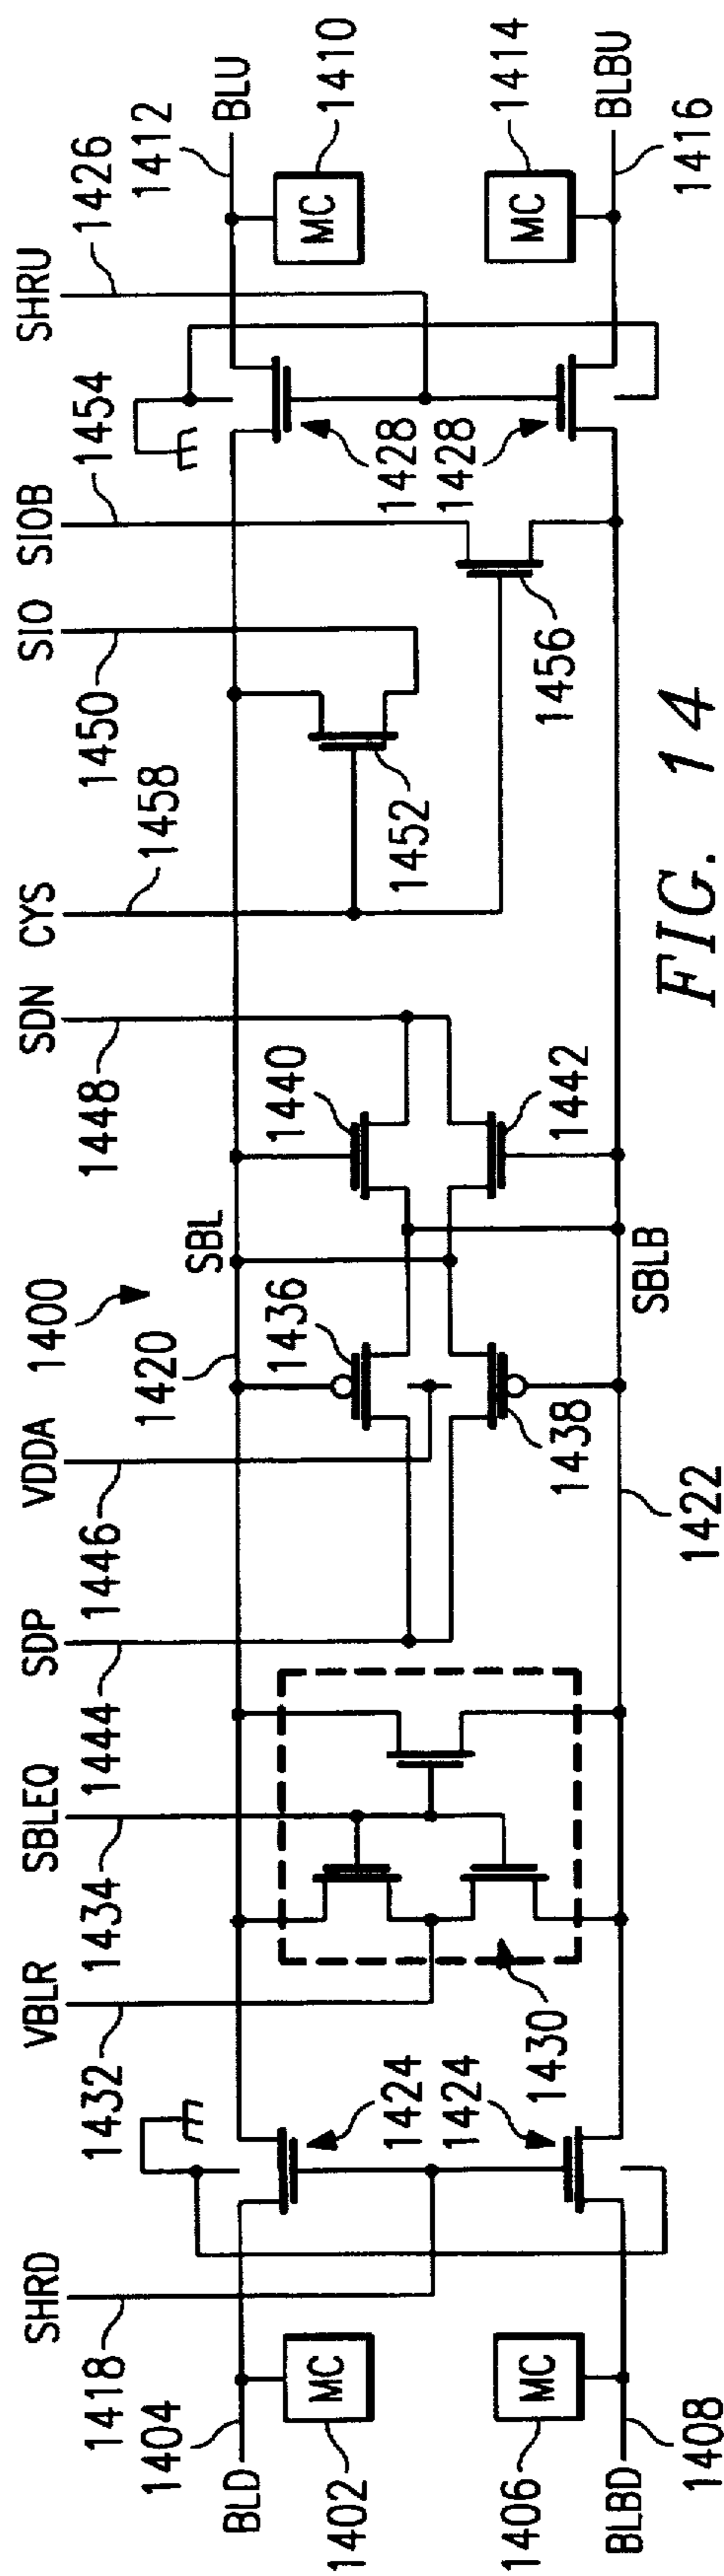 SHRD
1418
VBLR
1432
SBLEQ
1434
SDP
1444
VDDA
1446
1400
SDN
1448
CYS
1458
SIO
1450
SIOB
1454
SHRU
1426
BLD
1404
1420
SBL
BLU
1412
MC
1402
1424
1424
1430
1436
1440
1452
1428
1428
MC
1410
MC
1406
1438
1442
1456
MC
1414
BLBD
1408
1422
SBLB
BLBU
1416
FIG. 14